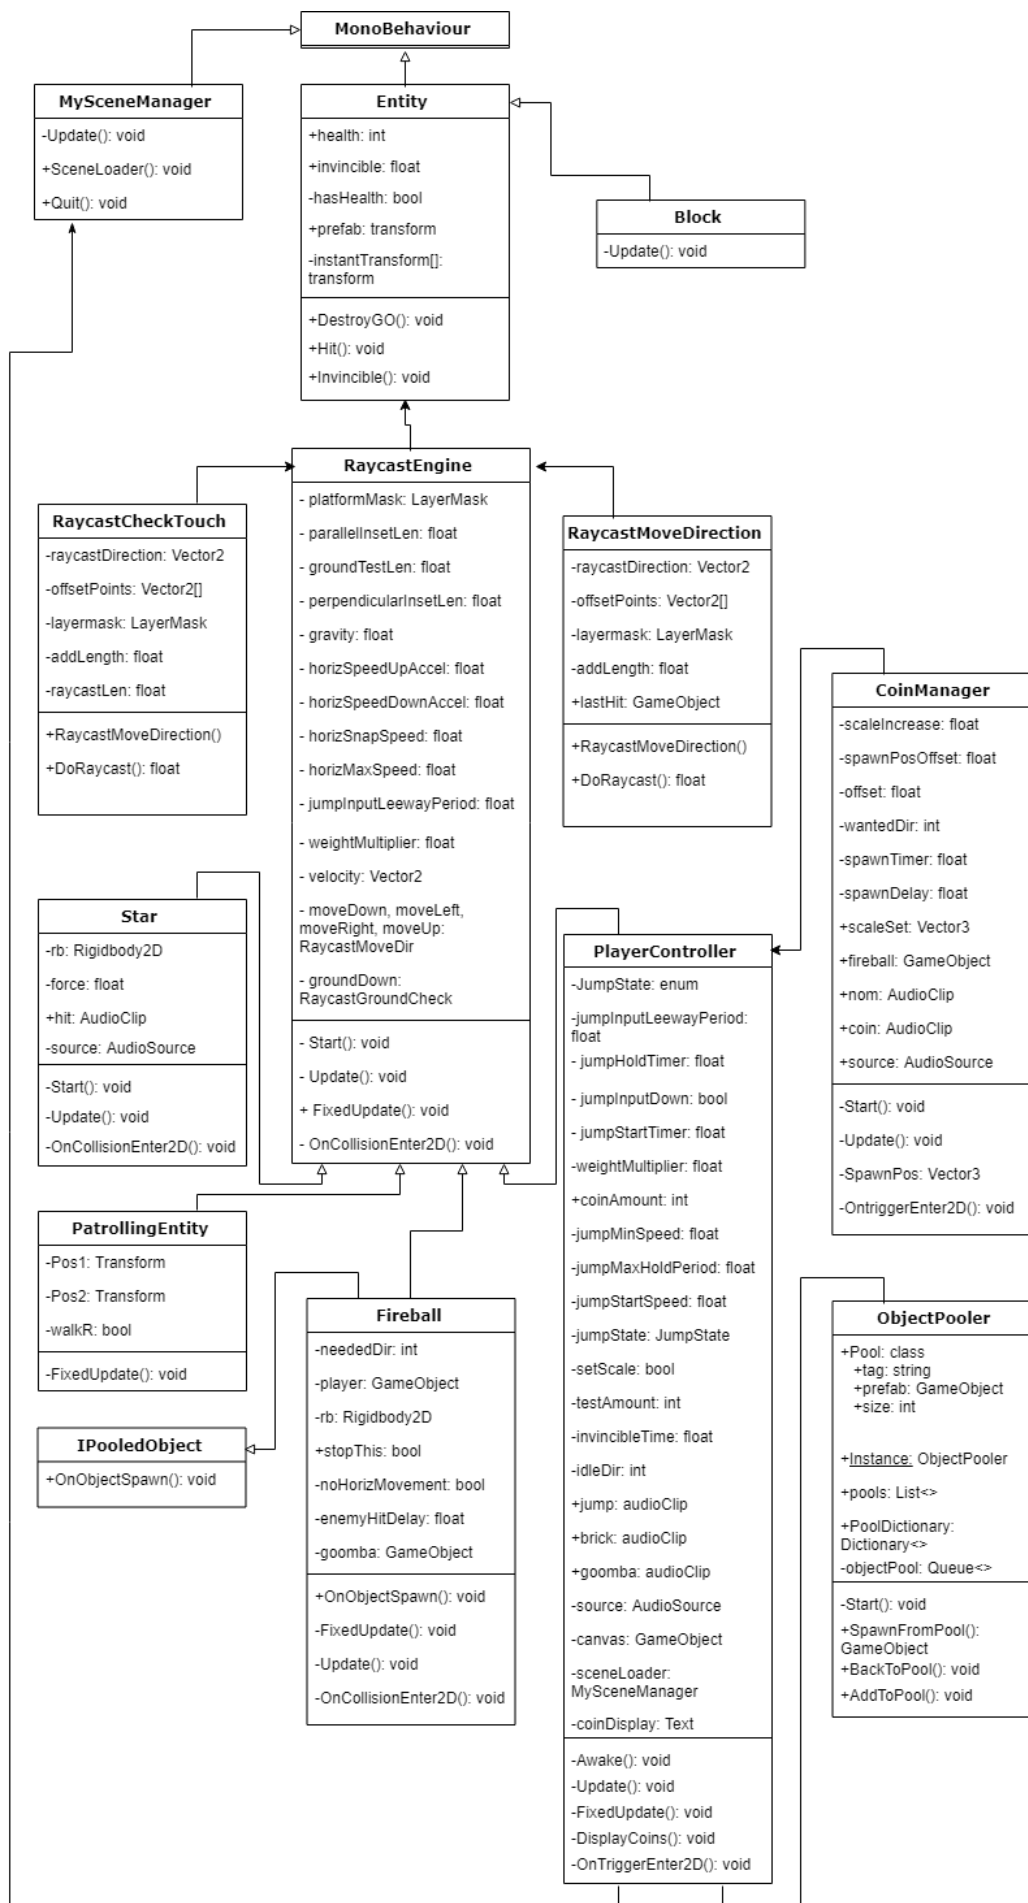 MonoBehaviour
MySceneManager
-Update(): void
+SceneLoader(): void
+Quit(): void
Entity
+health: int
+invincible: float
-hasHealth: bool
+prefab: transform
-instantTransform[]:
transform
+DestroyGO(): void
+Hit(): void
+Invincible(): void
Block
-Update(): void
RaycastEngine
- platformMask: LayerMask
- parallelInsetLen: float
- groundTestLen: float
- perpendicularInsetLen: float
- gravity: float
- horizSpeedUpAccel: float
- horizSpeedDownAccel: float
- horizSnapSpeed: float
- horizMaxSpeed: float
- jumpInputLeewayPeriod: float
- weightMultiplier: float
- velocity: Vector2
- moveDown, moveLeft,
moveRight, moveUp:
RaycastMoveDir
- groundDown:
RaycastGroundCheck
- Start(): void
- Update(): void
+ FixedUpdate(): void
- OnCollisionEnter2D(): void
RaycastCheckTouch
-raycastDirection: Vector2
-offsetPoints: Vector2[]
-layermask: LayerMask
-addLength: float
-raycastLen: float
+RaycastMoveDirection()
+DoRaycast(): float
RaycastMoveDirection
-raycastDirection: Vector2
-offsetPoints: Vector2[]
-layermask: LayerMask
-addLength: float
+lastHit: GameObject
+RaycastMoveDirection()
+DoRaycast(): float
CoinManager
-scaleIncrease: float
-spawnPosOffset: float
-offset: float
-wantedDir: int
-spawnTimer: float
-spawnDelay: float
+scaleSet: Vector3
+fireball: GameObject
+nom: AudioClip
+coin: AudioClip
+source: AudioSource
-Start(): void
-Update(): void
-SpawnPos: Vector3
-OntriggerEnter2D(): void
Star
-rb: Rigidbody2D
-force: float
+hit: AudioClip
-source: AudioSource
-Start(): void
-Update(): void
-OnCollisionEnter2D(): void
PlayerController
-JumpState: enum
-jumpInputLeewayPeriod:
float
- jumpHoldTimer: float
- jumpInputDown: bool
- jumpStartTimer: float
-weightMultiplier: float
+coinAmount: int
-jumpMinSpeed: float
-jumpMaxHoldPeriod: float
-jumpStartSpeed: float
-jumpState: JumpState
-setScale: bool
-testAmount: int
-invincibleTime: float
-idleDir: int
+jump: audioClip
+brick: audioClip
+goomba: audioClip
-source: AudioSource
-canvas: GameObject
-sceneLoader:
MySceneManager
-coinDisplay: Text
-Awake(): void
-Update(): void
-FixedUpdate(): void
-DisplayCoins(): void
-OnTriggerEnter2D(): void
PatrollingEntity
-Pos1: Transform
-Pos2: Transform
-walkR: bool
-FixedUpdate(): void
Fireball
-neededDir: int
-player: GameObject
-rb: Rigidbody2D
+stopThis: bool
-noHorizMovement: bool
-enemyHitDelay: float
-goomba: GameObject
+OnObjectSpawn(): void
-FixedUpdate(): void
-Update(): void
-OnCollisionEnter2D(): void
IPooledObject
+OnObjectSpawn(): void
ObjectPooler
+Pool: class
+tag: string
+prefab: GameObject
+size: int
+Instance: ObjectPooler
+pools: List<>
+PoolDictionary:
Dictionary<>
-objectPool: Queue<>
-Start(): void
+SpawnFromPool():
GameObject
+BackToPool(): void
+AddToPool(): void